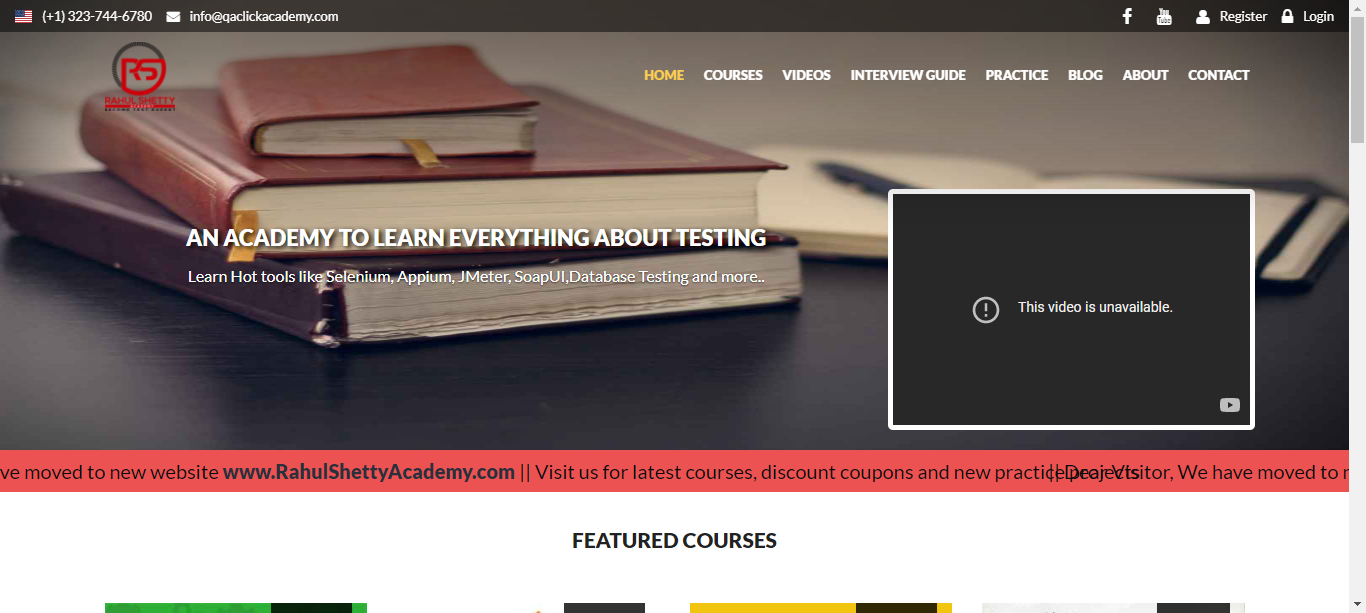 (+1) 323-744-6780 info@qaclickacademy.com Register Login
RS
RAHUL SHETTY
HOME COURSES VIDEOS INTERVIEW GUIDE PRACTICE BLOG ABOUT CONTACT
AN ACADEMY TO LEARN EVERYTHING ABOUT TESTING
Learn Hot tools like Selenium, Appium, JMeter, SoapUI,Database Testing and more..
This video is unavailable.
ve moved to new website www.RahulShettyAcademy.com || Visit us for latest courses, discount coupons and new practice Projects || Dear Visitor, We have moved to
FEATURED COURSES